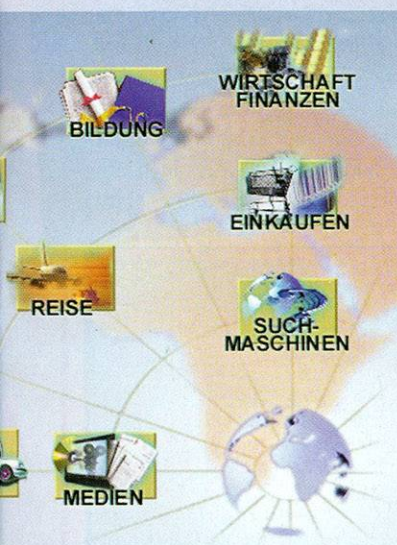 WIRTSCHAFT
FINANZEN
BILDUNG
EINKAUFEN
REISE
SUCH-
MASCHINEN
MEDIEN